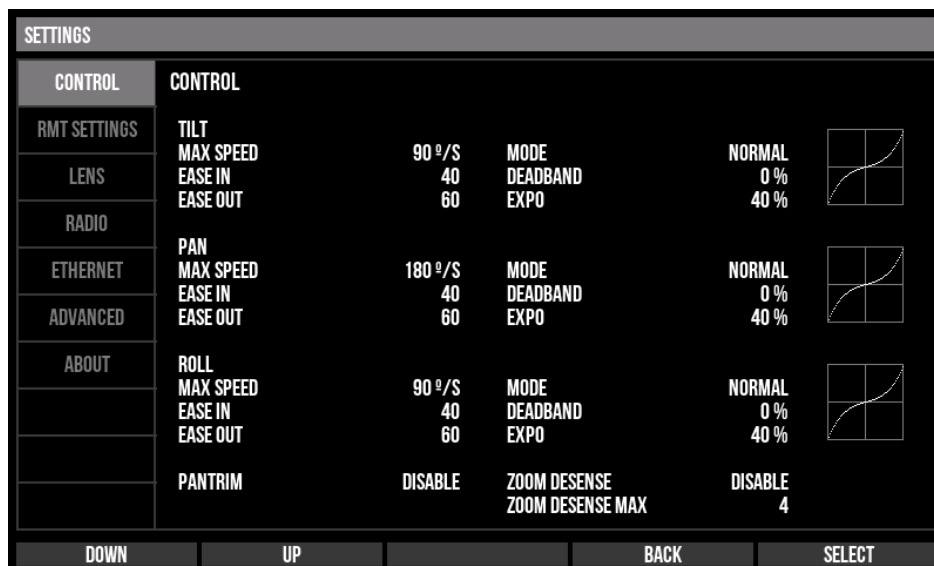 SETTINGS
CONTROL
RMT SETTINGS
LENS
RADIO
ETHERNET
ADVANCED
ABOUT
CONTROL
TILT
MAX SPEED 90 º/S MODE NORMAL
EASE IN 40 DEADBAND 0 %
EASE OUT 60 EXPO 40 %
PAN
MAX SPEED 180 º/S MODE NORMAL
EASE IN 40 DEADBAND 0 %
EASE OUT 60 EXPO 40 %
ROLL
MAX SPEED 90 º/S MODE NORMAL
EASE IN 40 DEADBAND 0 %
EASE OUT 60 EXPO 40 %
PANTRIM DISABLE ZOOM DESENSE DISABLE
ZOOM DESENSE MAX 4
DOWN UP BACK SELECT